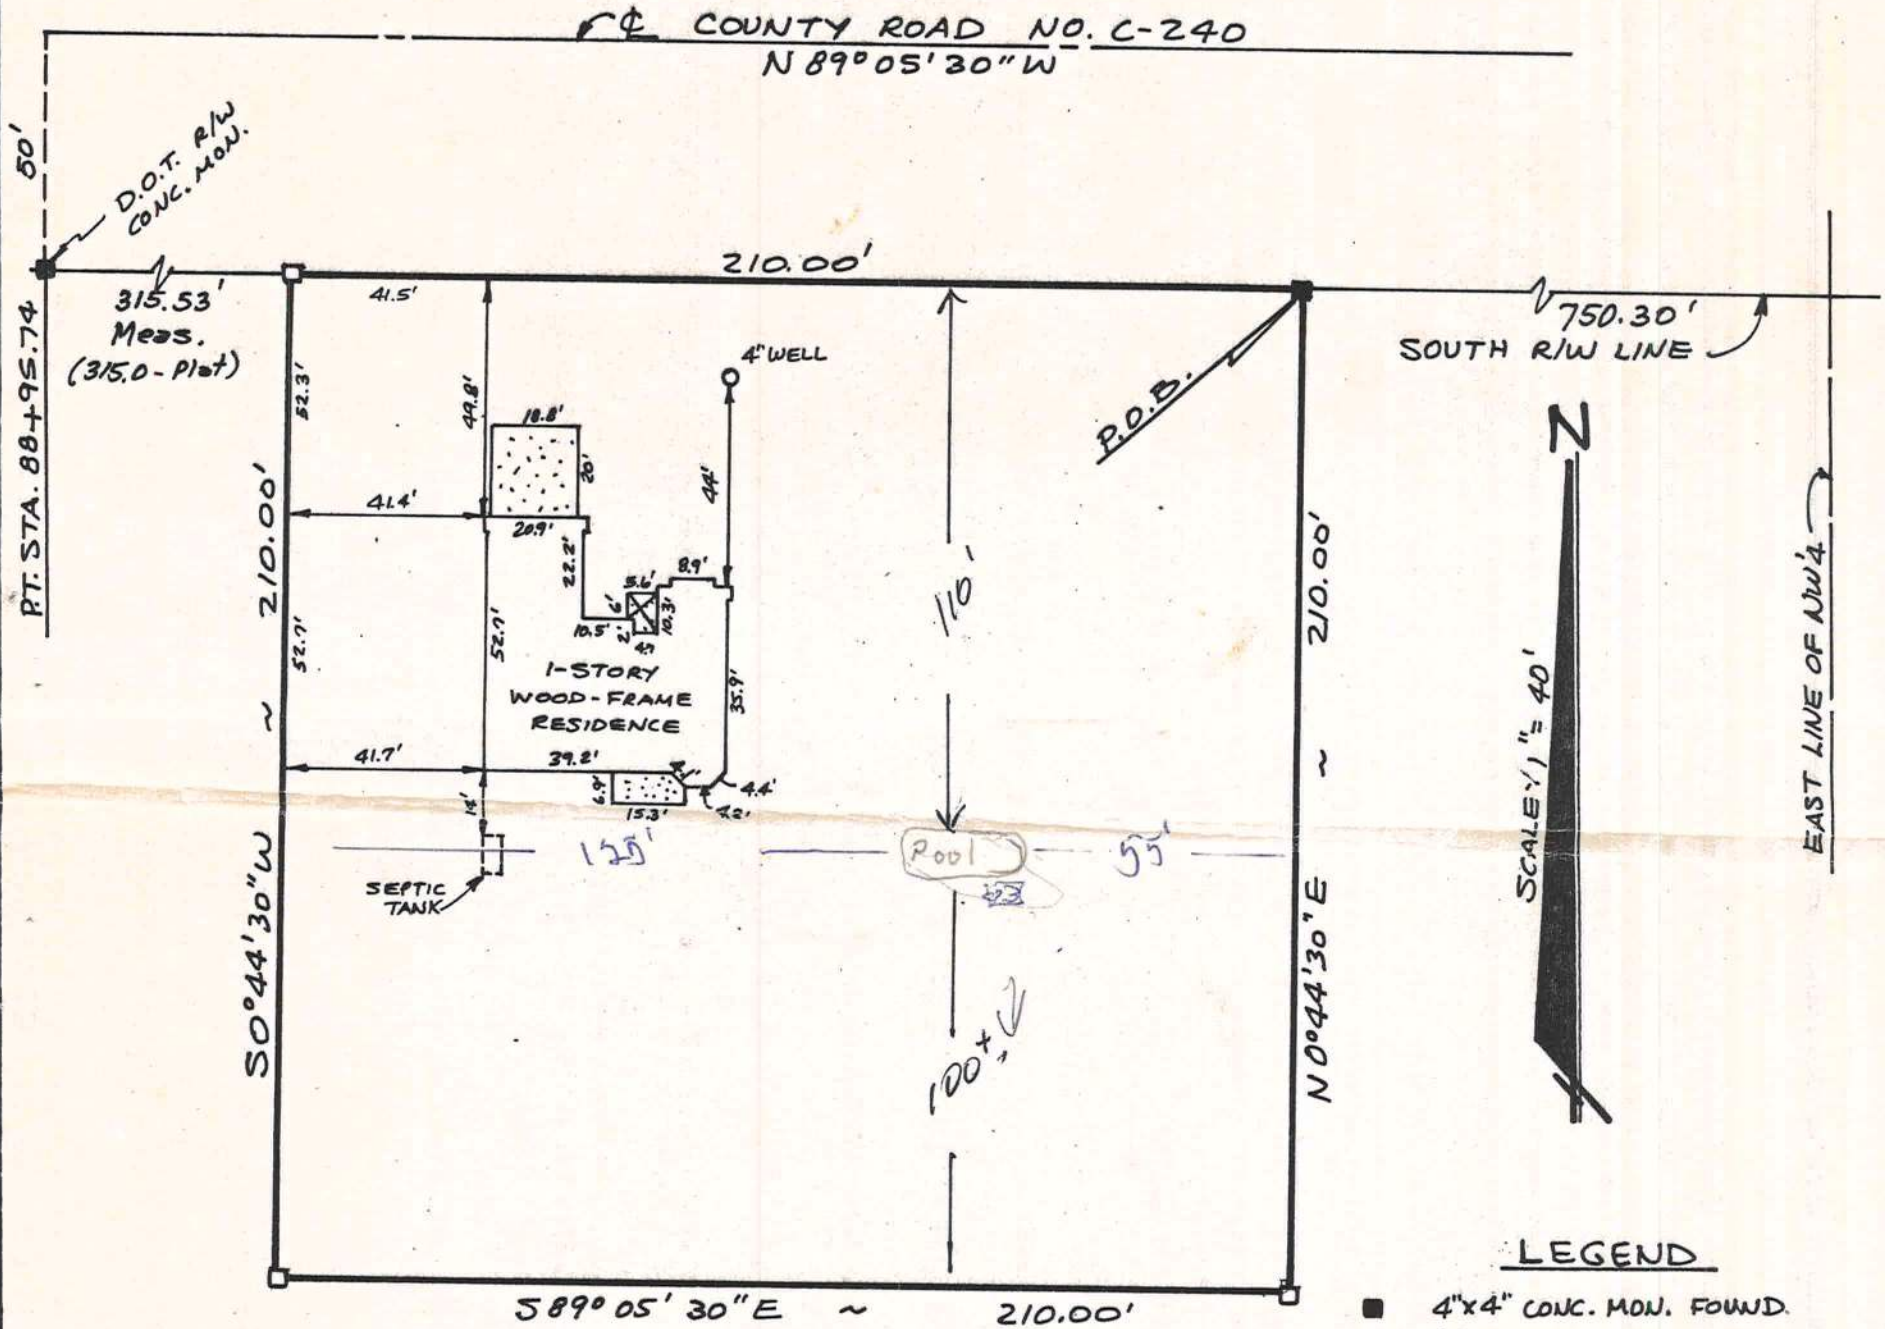 ℄ COUNTY ROAD NO. C-240
N 89° 05' 30" W
50'
D.O.T. R/W
CONC. MON.
P.T. STA. 88+95.74
315.53'
Meas.
(315.0 - Plat)
210.00'
41.5'
750.30'
SOUTH R/W LINE
52.3'
49.8'
4" WELL
P.O.B.
N
18.8'
20'
44'
41.4'
20.9'
22.2'
210.00'
5.6'
8.9'
6'
10.3'
10.5'
2'
52.7'
52.7'
1-STORY
WOOD-FRAME
RESIDENCE
35.9'
110'
210.00'
SCALE: 1" = 40'
EAST LINE OF NW¼
41.7'
39.2'
6.9'
4.4'
15.3'
4.2'
14'
125'
Pool
55'
SEPTIC
TANK
~
~
S 0° 44' 30" W
N 0° 44' 30" E
100'
S 89° 05' 30" E ~ 210.00'
LEGEND
4"x4" CONC. MON. FOUND.